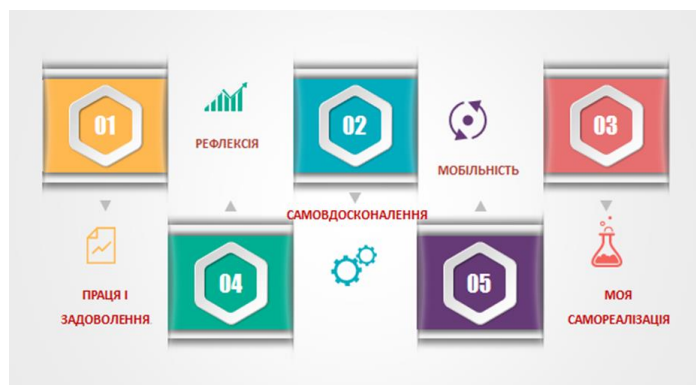 01
РЕФЛЕКСІЯ
02
МОБІЛЬНІСТЬ
03
ПРАЦЯ І
ЗАДОВОЛЕННЯ
04
САМОВДОСКОНАЛЕННЯ
05
МОЯ
САМОРЕАЛІЗАЦІЯ